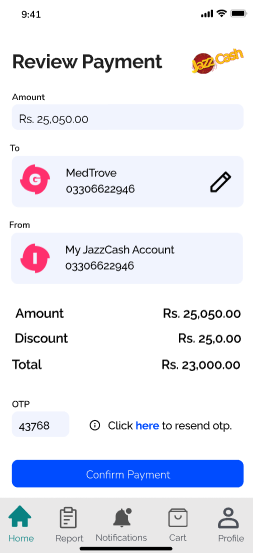 9:41
Review Payment
Jazz Cash
Amount
Rs. 25,050.00
To
G
MedTrove
03306622946
From
I
My JazzCash Account
03306622946
Amount Rs. 25,050.00
Discount Rs. 25,0.00
Total Rs. 23,000.00
OTP
43768 Click here to resend otp.
Confirm Payment
Home Report Notifications Cart Profile